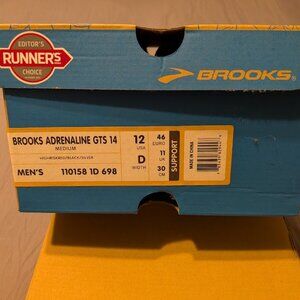 EDITOR'S
RUNNER'S
CHOICE
BROOKS
BROOKS ADRENALINE GTS 14
MEDIUM
MEN'S 110158 1D 698
12 USA
46 EURO
D WIDTH
11 UK
30 CM
SUPPORT
MADE IN CHINA